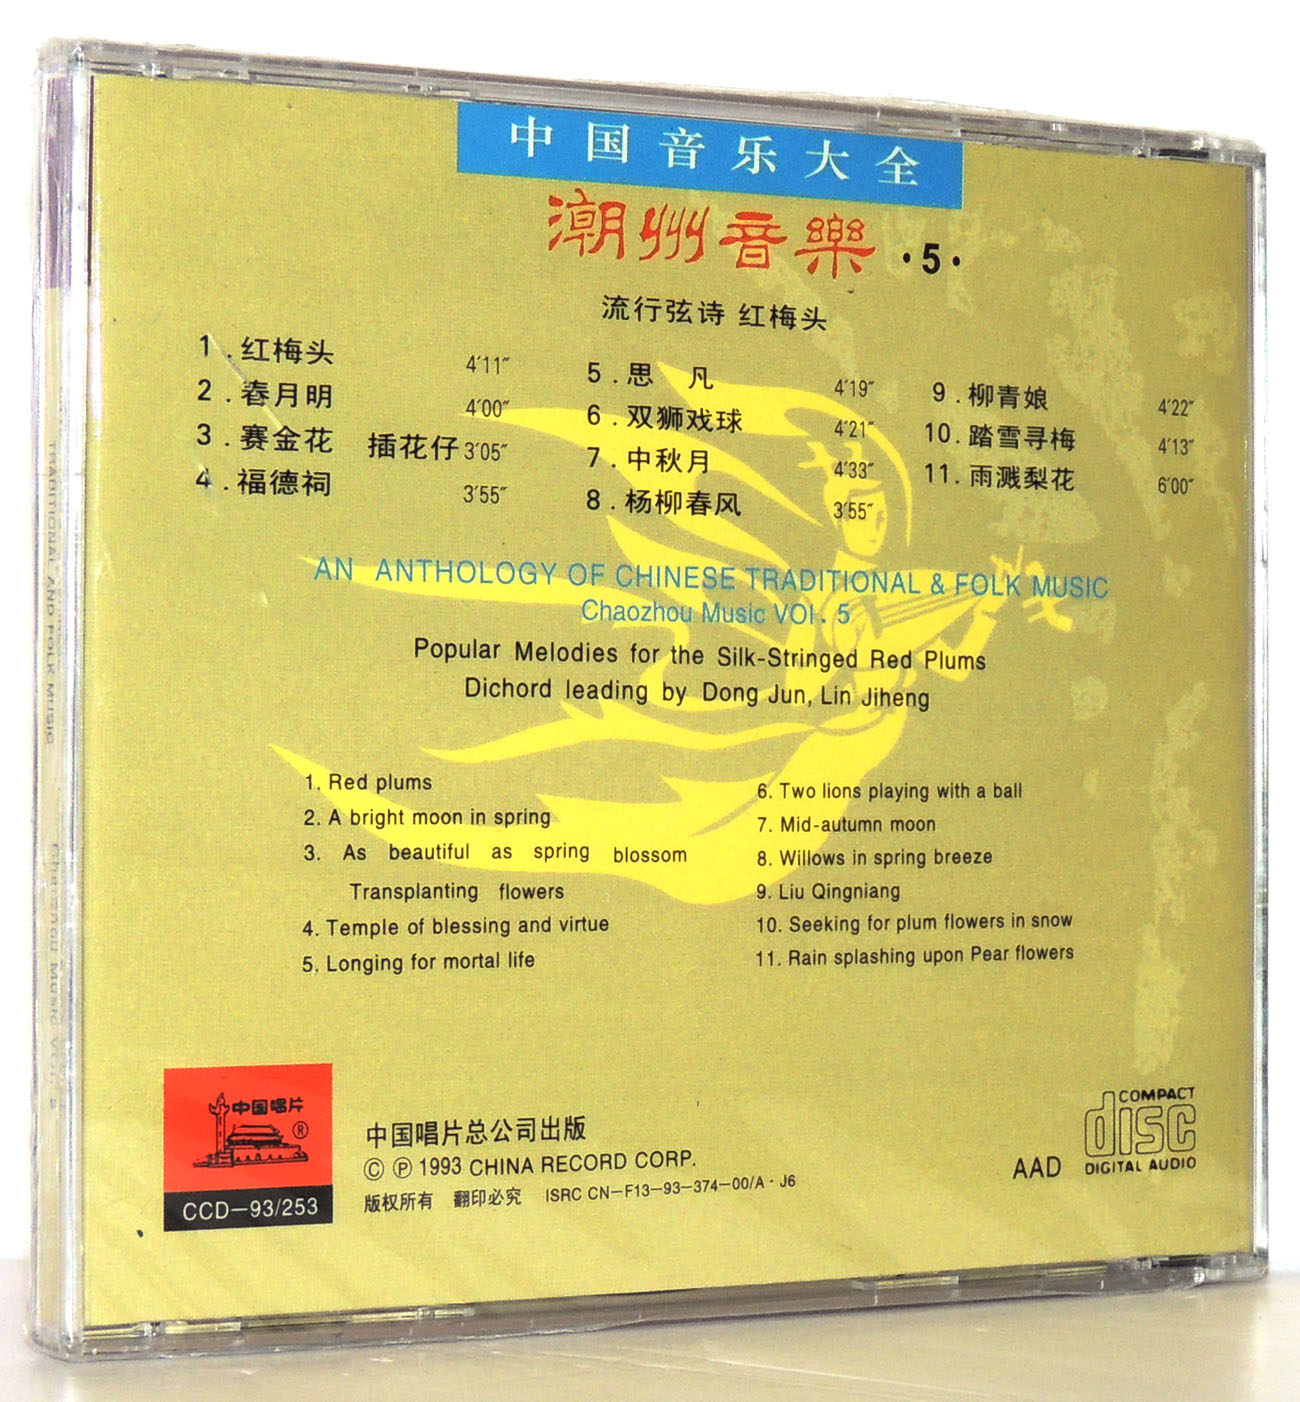 中国音乐大全
潮州音樂 ·5·
流行弦诗 红梅头
1.红梅头 4′11″
2.春月明 4′00″
3.赛金花 插花仔 3′05″
4.福德祠 3′55″
5.思 凡 4′19″
6.双狮戏球 4′21″
7.中秋月 4′33″
8.杨柳春风 3′55″
9.柳青娘 4′22″
10.踏雪寻梅 4′13″
11.雨溅梨花 6′00″
AN ANTHOLOGY OF CHINESE TRADITIONAL & FOLK MUSIC
Chaozhou Music VOl. 5
Popular Melodies for the Silk-Stringed Red Plums
Dichord leading by Dong Jun, Lin Jiheng
1. Red plums
2. A bright moon in spring
3. As beautiful as spring blossom
Transplanting flowers
4. Temple of blessing and virtue
5. Longing for mortal life
6. Two lions playing with a ball
7. Mid-autumn moon
8. Willows in spring breeze
9. Liu Qingniang
10. Seeking for plum flowers in snow
11. Rain splashing upon Pear flowers
中国唱片
®
CCD-93/253
中国唱片总公司出版
© ℗ 1993 CHINA RECORD CORP.
版权所有 翻印必究 ISRC CN-F13-93-374-00/A·J6
AAD
COMPACT
disc
DIGITAL AUDIO
TRADITIONAL AND FOLK MUSIC
Chaozhou Music VOl. 5